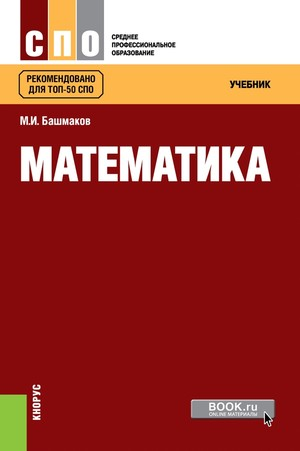 СПО
СРЕДНЕЕ
ПРОФЕССИОНАЛЬНОЕ
ОБРАЗОВАНИЕ
РЕКОМЕНДОВАНО
ДЛЯ ТОП-50 СПО
УЧЕБНИК
М.И. Башмаков
МАТЕМАТИКА
КНОРУС
BOOK.ru
ONLINE МАТЕРИАЛЫ